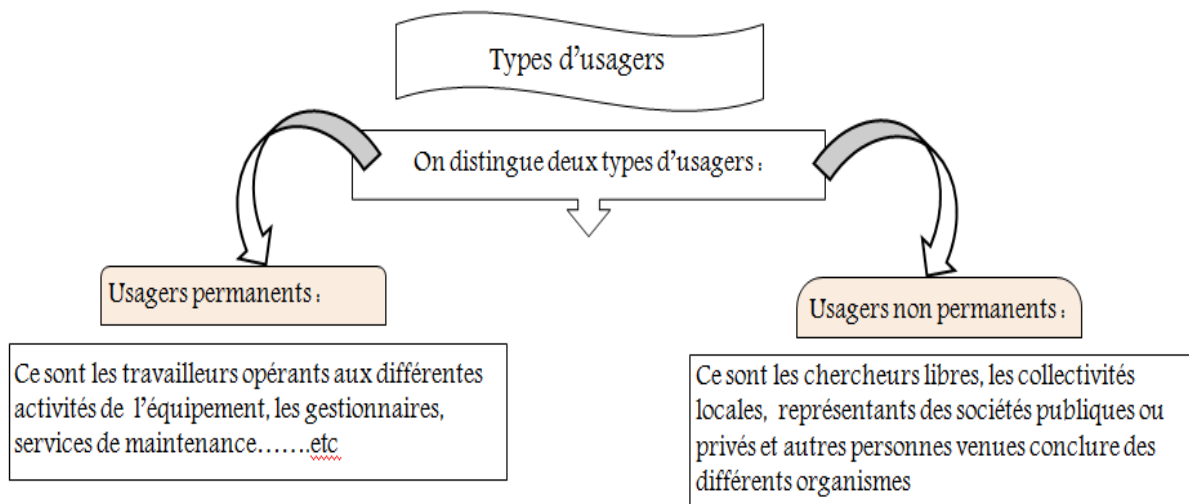 Types d’usagers
On distingue deux types d’usagers :
Usagers permanents :
Ce sont les travailleurs opérants aux différentes
activités de l’équipement, les gestionnaires,
services de maintenance…….etc
Usagers non permanents :
Ce sont les chercheurs libres, les collectivités
locales, représentants des sociétés publiques ou
privés et autres personnes venues conclure des
différents organismes